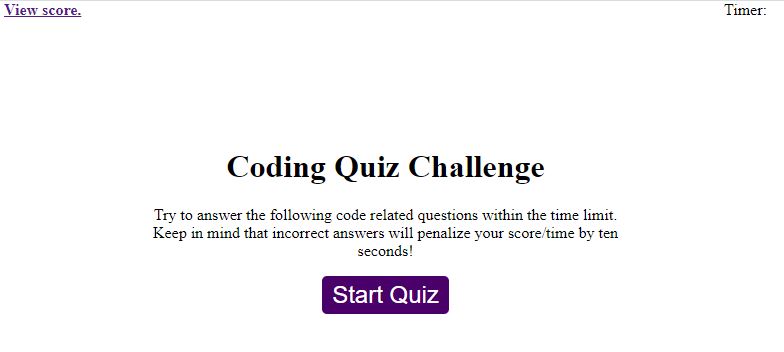 View score.
Timer:
Coding Quiz Challenge
Try to answer the following code related questions within the time limit.
Keep in mind that incorrect answers will penalize your score/time by ten
seconds!
Start Quiz